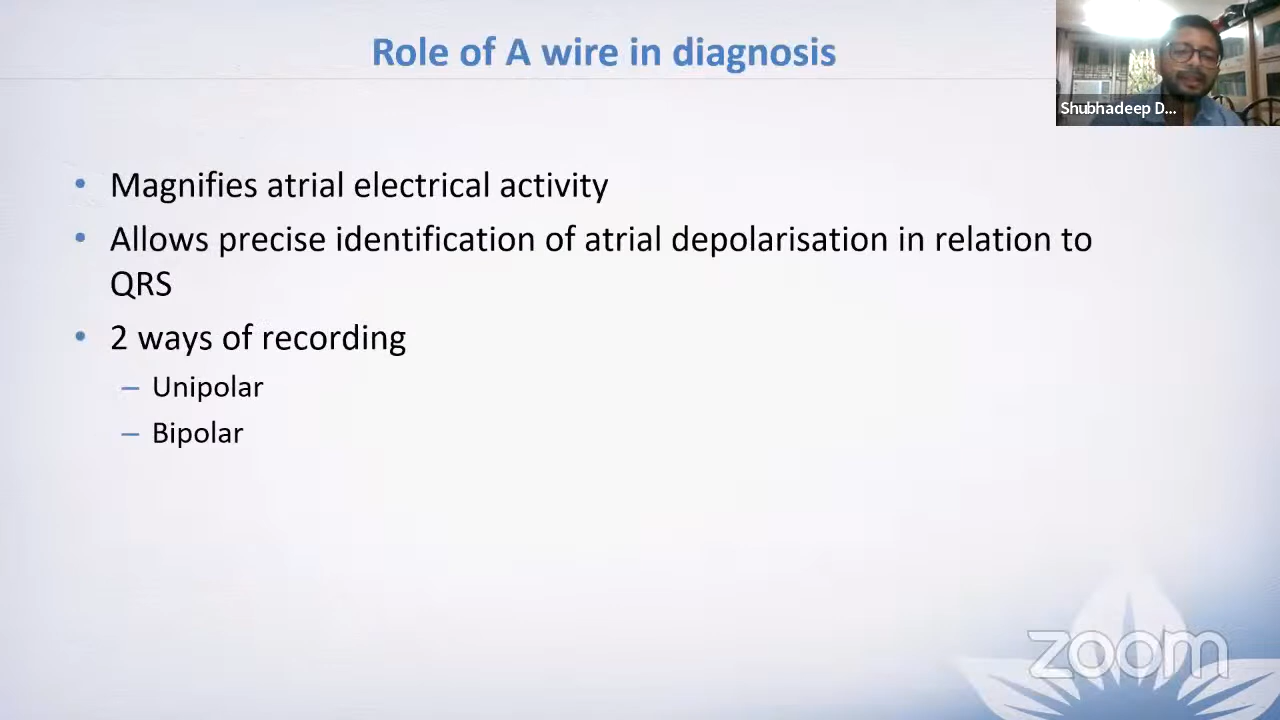 Role of A wire in diagnosis
Shubhadeep D...
• Magnifies atrial electrical activity
• Allows precise identification of atrial depolarisation in relation to
QRS
• 2 ways of recording
– Unipolar
– Bipolar
zoom